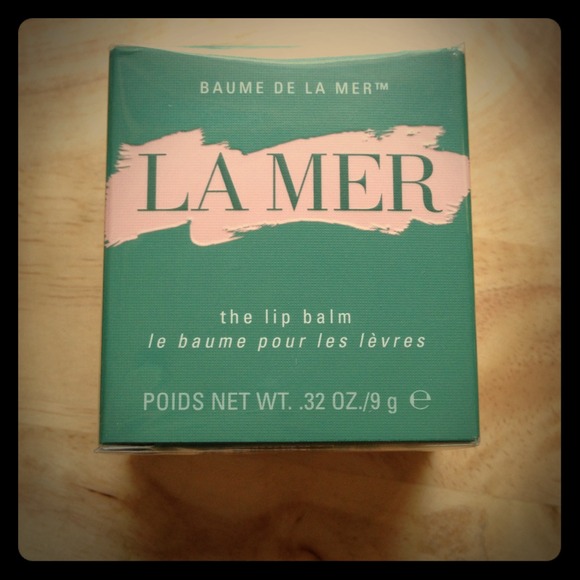 BAUME DE LA MER™
LA MER
the lip balm
le baume pour les lèvres
POIDS NET WT. .32 OZ./9 g ℮